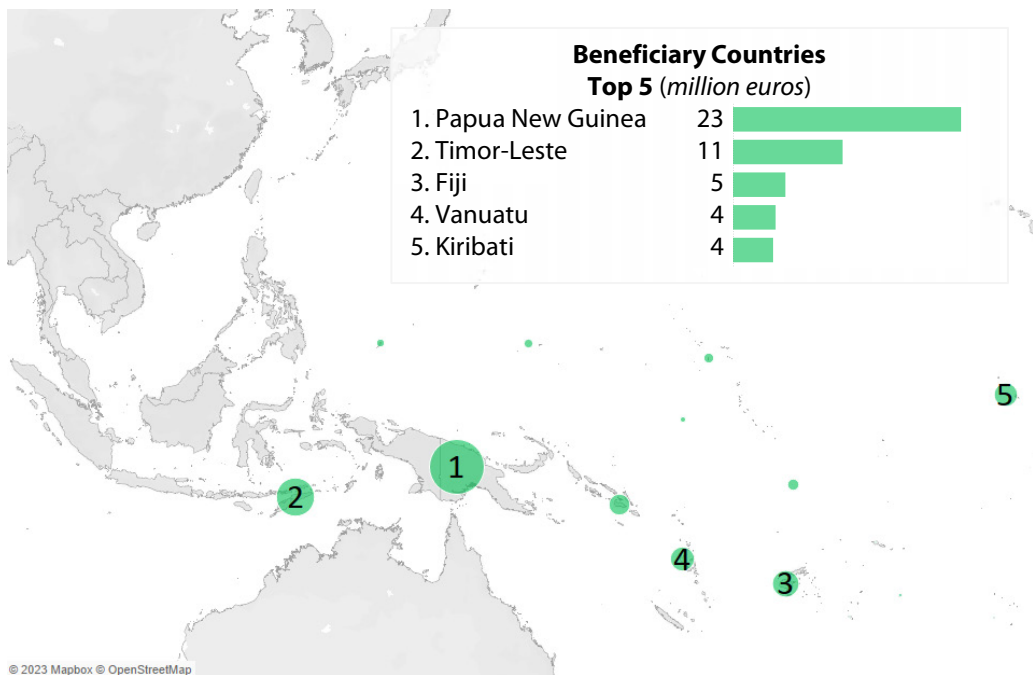 Beneficiary Countries
Top 5 (million euros)
1. Papua New Guinea 23
2. Timor-Leste 11
3. Fiji 5
4. Vanuatu 4
5. Kiribati 4
5
1
2
4
3
© 2023 Mapbox © OpenStreetMap